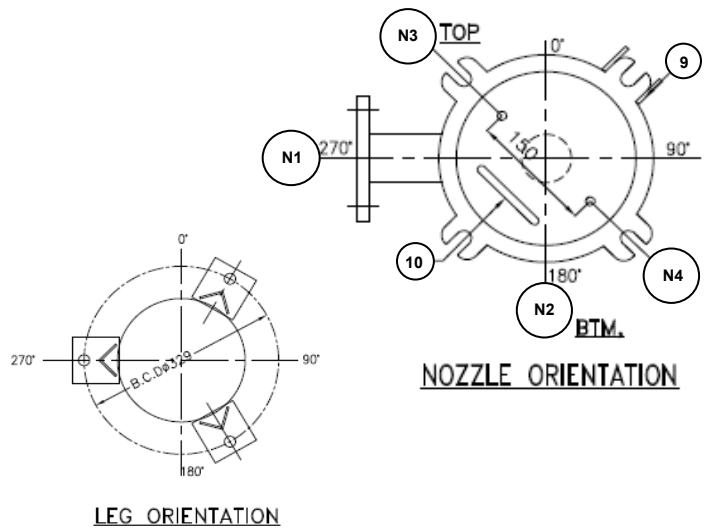 N3
TOP
0°
9
N1
270°
150
90°
10
N4
180°
N2
BTM.
NOZZLE ORIENTATION
0°
270°
B.C.Dø329
90°
180°
LEG ORIENTATION